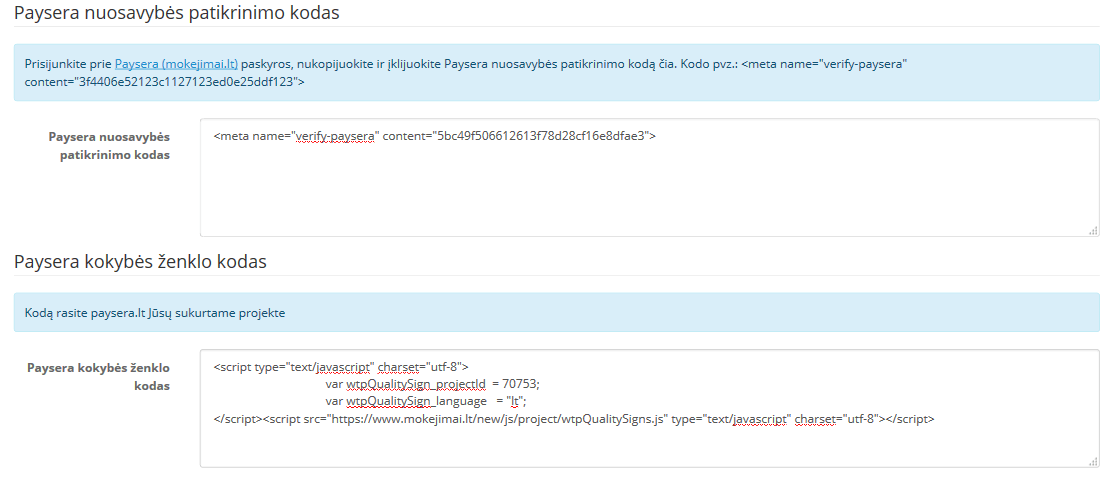 Paysera nuosavybės patikrinimo kodas
Prisijunkite prie Paysera (mokejimai.lt) paskyros, nukopijuokite ir įklijuokite Paysera nuosavybės patikrinimo kodą čia. Kodo pvz.: <meta name="verify-paysera"
content="3f4406e52123c1127123ed0e25ddf123">
Paysera nuosavybės
patikrinimo kodas
<meta name="verify-paysera" content="5bc49f506612613f78d28cf16e8dfae3">
Paysera kokybės ženklo kodas
Kodą rasite paysera.lt Jūsų sukurtame projekte
Paysera kokybės ženklo
kodas
<script type="text/javascript" charset="utf-8">
var wtpQualitySign_projectId = 70753;
var wtpQualitySign_language = "lt";
</script><script src="https://www.mokejimai.lt/new/js/project/wtpQualitySigns.js" type="text/javascript" charset="utf-8"></script>